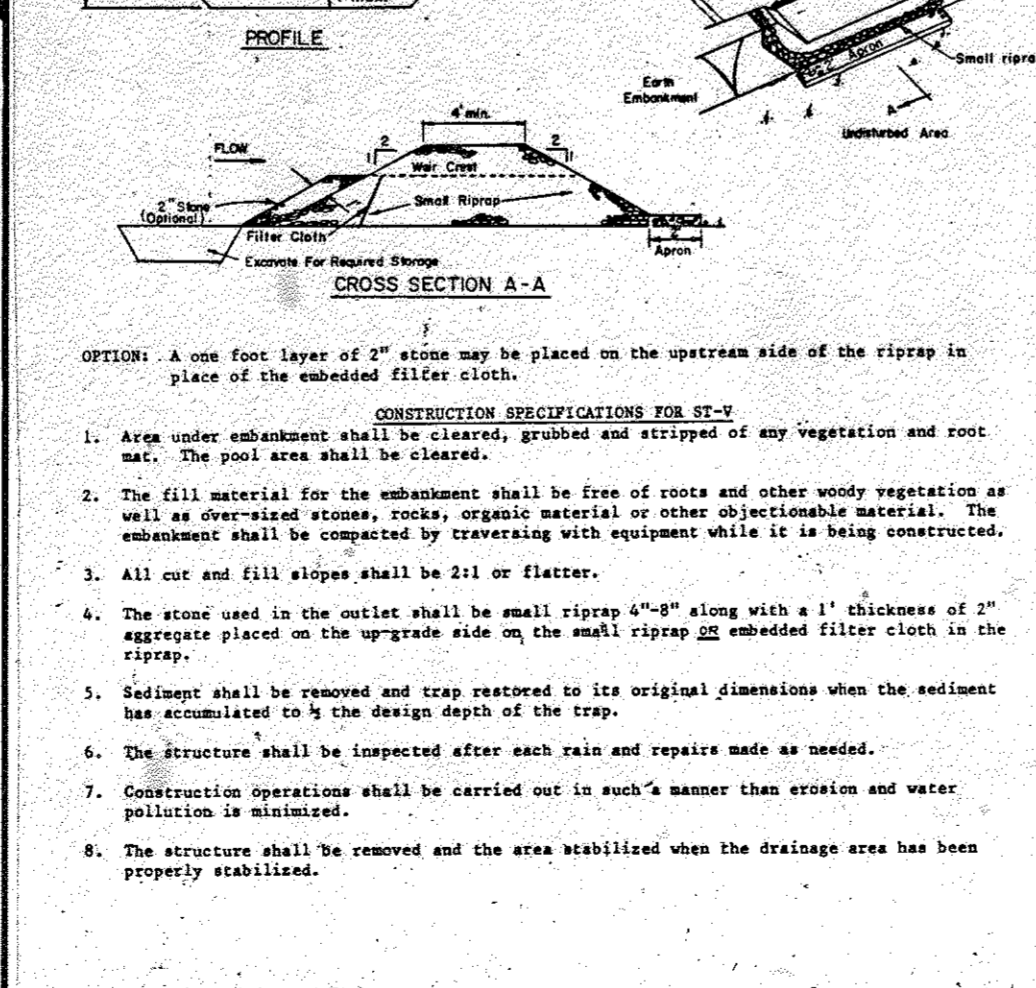 PROFILE
Small ripra
Apron
Earth
Embankment
A
Undisturbed Area
4' min.
2
2
1
1
FLOW
Weir Crest
2" Stone
(Optional)
Small Riprap
Filter Cloth
2'
Apron
Excavate For Required Storage
CROSS SECTION A-A
OPTION: A one foot layer of 2" stone may be placed on the upstream side of the riprap in
place of the embedded filter cloth.
CONSTRUCTION SPECIFICATIONS FOR ST-V
1. Area under embankment shall be cleared, grubbed and stripped of any vegetation and root
mat. The pool area shall be cleared.
2. The fill material for the embankment shall be free of roots and other woody vegetation as
well as over-sized stones, rocks, organic material or other objectionable material. The
embankment shall be compacted by traversing with equipment while it is being constructed.
3. All cut and fill slopes shall be 2:1 or flatter.
4. The stone used in the outlet shall be small riprap 4"-8" along with a 1' thickness of 2"
aggregate placed on the up-grade side on the small riprap OR embedded filter cloth in the
riprap.
5. Sediment shall be removed and trap restored to its original dimensions when the sediment
has accumulated to ½ the design depth of the trap.
6. The structure shall be inspected after each rain and repairs made as needed.
7. Construction operations shall be carried out in such a manner than erosion and water
pollution is minimized.
8. The structure shall be removed and the area stabilized when the drainage area has been
properly stabilized.